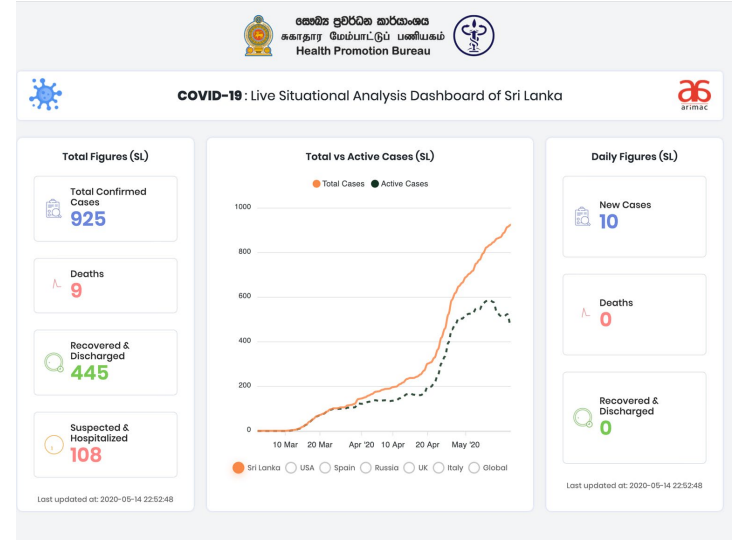 සෞඛ්‍ය ප්‍රවර්ධන කාර්යාංශය
சுகாதார மேம்பாட்டுப் பணியகம்
Health Promotion Bureau
COVID-19 : Live Situational Analysis Dashboard of Sri Lanka
as
arimac
Total Figures (SL)
Total Confirmed
Cases
925
Deaths
9
Recovered &
Discharged
445
Suspected &
Hospitalized
108
Last updated at: 2020-05-14 22:52:48
Total vs Active Cases (SL)
Total Cases Active Cases
1000
800
600
400
200
0
10 Mar 20 Mar Apr '20 10 Apr 20 Apr May '20
Sri Lanka USA Spain Russia UK Italy Global
Daily Figures (SL)
New Cases
10
Deaths
0
Recovered &
Discharged
0
Last updated at: 2020-05-14 22:52:48